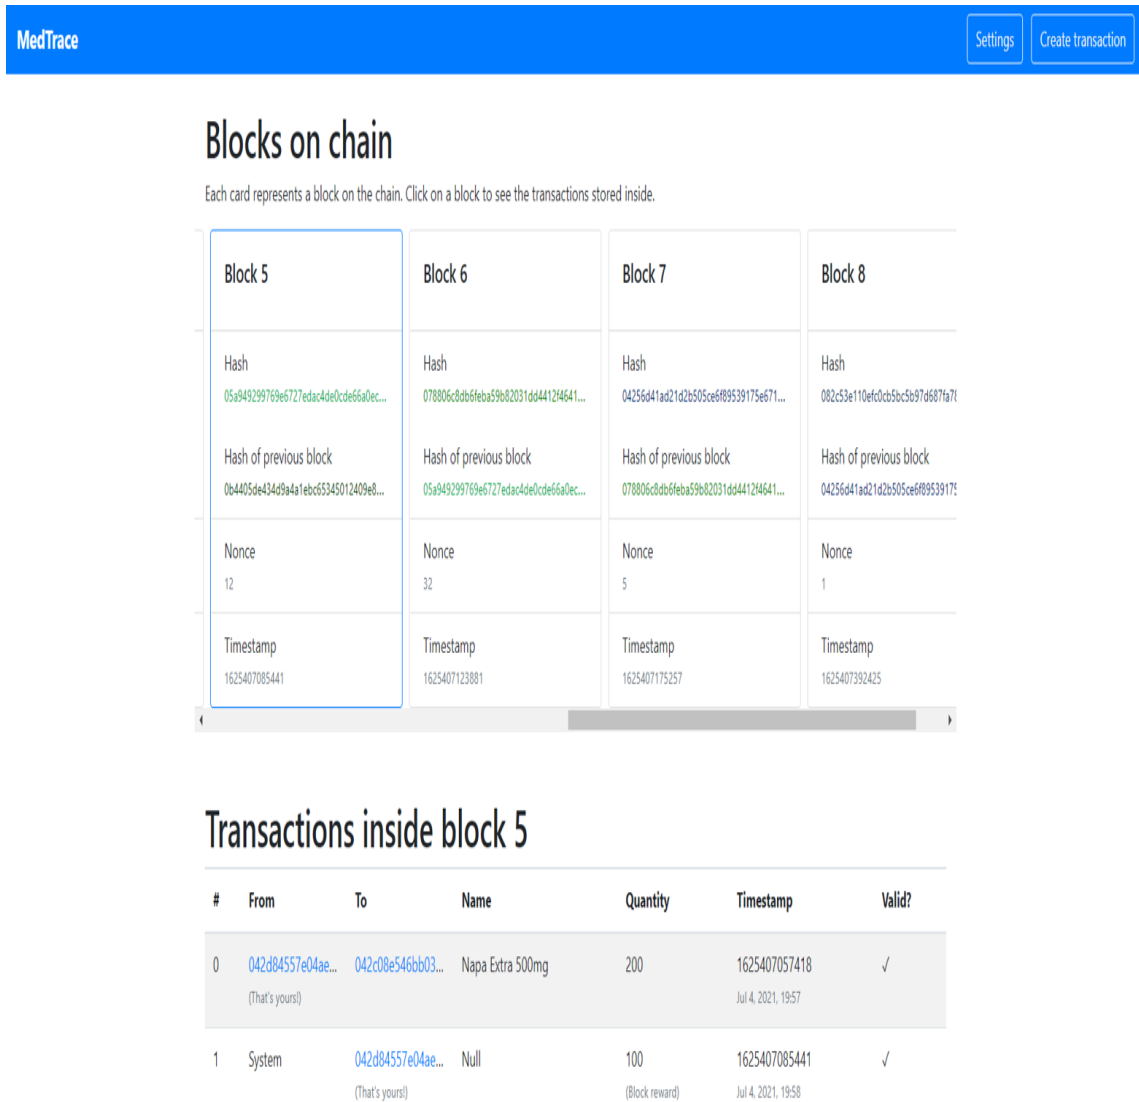 MedTrace Settings Create transaction
Blocks on chain
Each card represents a block on the chain. Click on a block to see the transactions stored inside.
Block 5 Block 6 Block 7 Block 8
Hash Hash Hash Hash
05a949299769e6727edac4de0cde66a0ec... 078806c8db6feba59b82031dd4412f4641... 04256d41ad21d2b505ce6f89539175e671... 082c53e110efc0cb5bc5b97d687fa78
Hash of previous block Hash of previous block Hash of previous block Hash of previous block
0b4405de434d9a4a1ebc65345012409e8... 05a949299769e6727edac4de0cde66a0ec... 078806c8db6feba59b82031dd4412f4641... 04256d41ad21d2b505ce6f89539175
Nonce Nonce Nonce Nonce
12 32 5 1
Timestamp Timestamp Timestamp Timestamp
1625407085441 1625407123881 1625407175257 1625407392425
Transactions inside block 5
# From To Name Quantity Timestamp Valid?
0 042d84557e04ae... 042c08e546bb03... Napa Extra 500mg 200 1625407057418 ✓
(That's yours!) Jul 4, 2021, 19:57
1 System 042d84557e04ae... Null 100 1625407085441 ✓
(That's yours!) (Block reward) Jul 4, 2021, 19:58